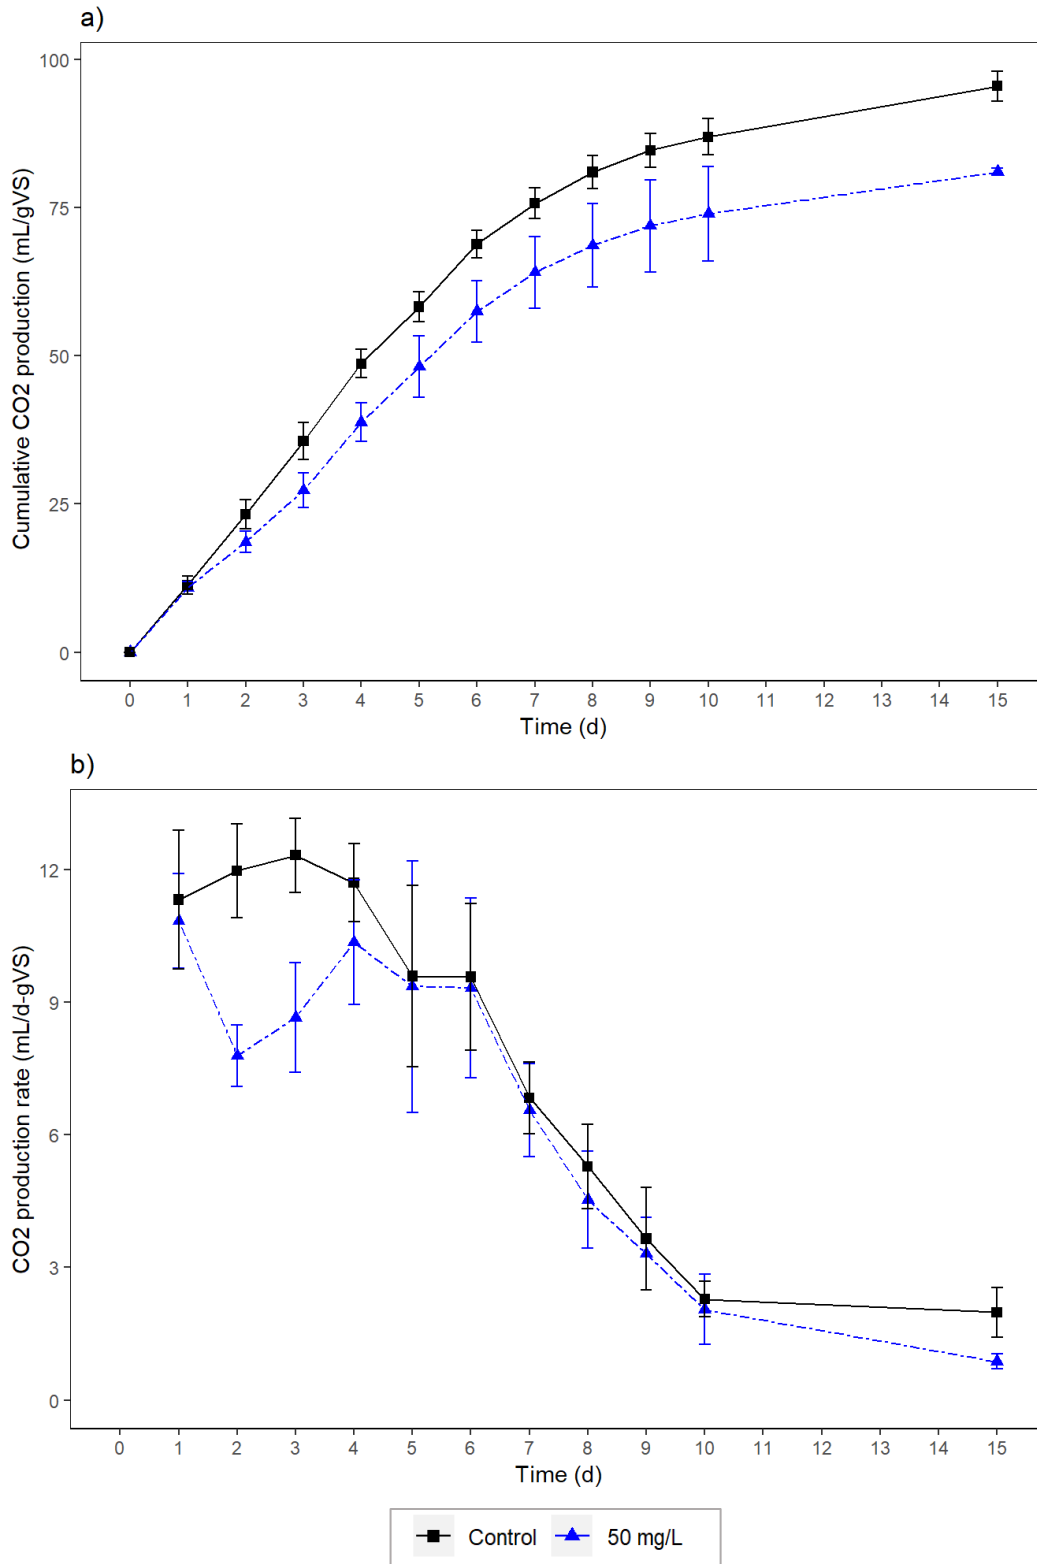 a)
Cumulative CO2 production (mL/gVS)
100
75
50
25
0
0 1 2 3 4 5 6 7 8 9 10 11 12 13 14 15
Time (d)
b)
CO2 production rate (mL/d-gVS)
12
9
6
3
0
0 1 2 3 4 5 6 7 8 9 10 11 12 13 14 15
Time (d)
Control 50 mg/L